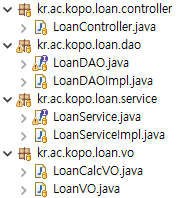 kr.ac.kopo.loan.controller
LoanController.java
kr.ac.kopo.loan.dao
LoanDAO.java
LoanDAOImpl.java
kr.ac.kopo.loan.service
LoanService.java
LoanServiceImpl.java
kr.ac.kopo.loan.vo
LoanCalcVO.java
LoanVO.java